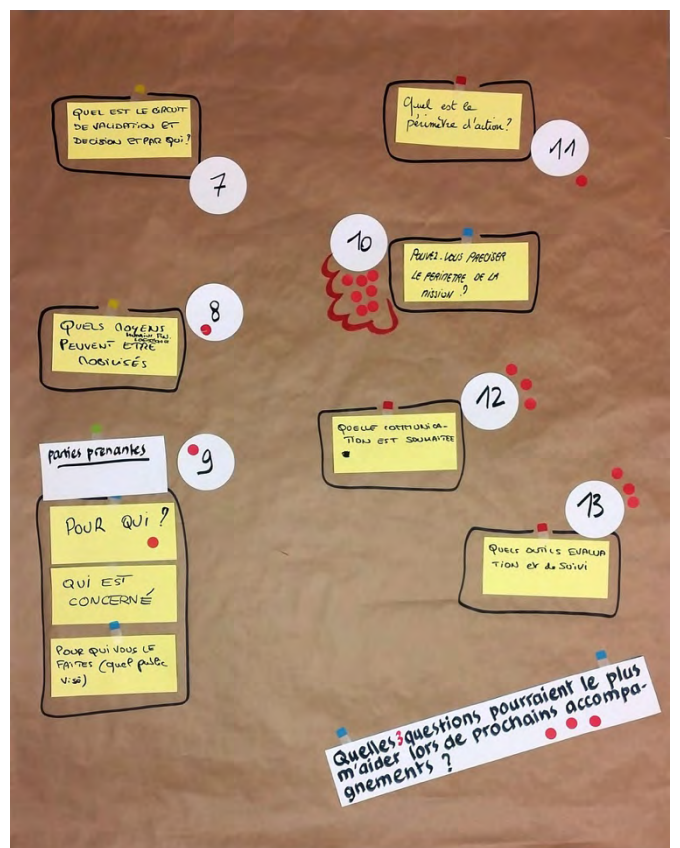 QUEL EST LE CIRCUIT
DE VALIDATION ET
DECISION ET PAR QUI ?
7
Quel est le
périmètre d'action ?
11
10
POUVEZ-VOUS PRECISER
LE PERIMETRE DE LA
MISSION ?
8
QUELS MOYENS
PEUVENT ETRE
MOBILISÉS
12
QUELLE COMMUNICA-
TION EST SOUHAITEE
parties prenantes
9
POUR QUI ?
QUI EST
CONCERNÉ
POUR QUI VOUS LE
FAITES (quel public
visé)
13
QUELS OUTILS EVALUA
TION et de SUIVI
Quelles 3 questions pourraient le plus
m'aider lors de prochains accompa-
gnements ?